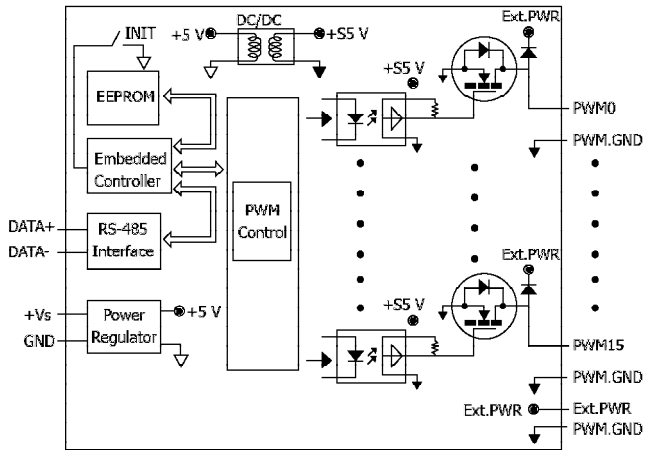 INIT
DC/DC
+5 V
+S5 V
Ext.PWR
EEPROM
+S5 V
PWM0
PWM.GND
Embedded
Controller
PWM
Control
DATA+
DATA-
RS-485
Interface
Ext.PWR
+S5 V
+Vs
GND
Power
Regulator
+5 V
PWM15
PWM.GND
Ext.PWR
Ext.PWR
PWM.GND